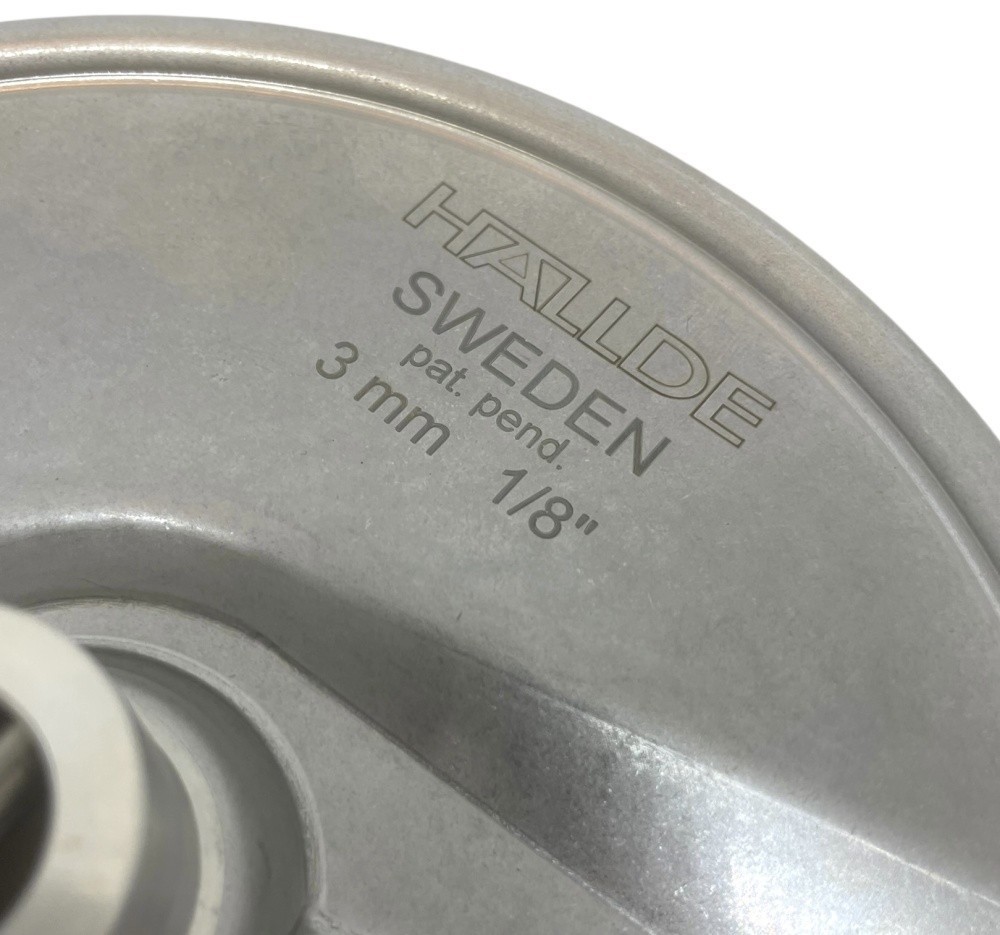 HALLDE
SWEDEN
pat. pend.
3 mm 1/8"